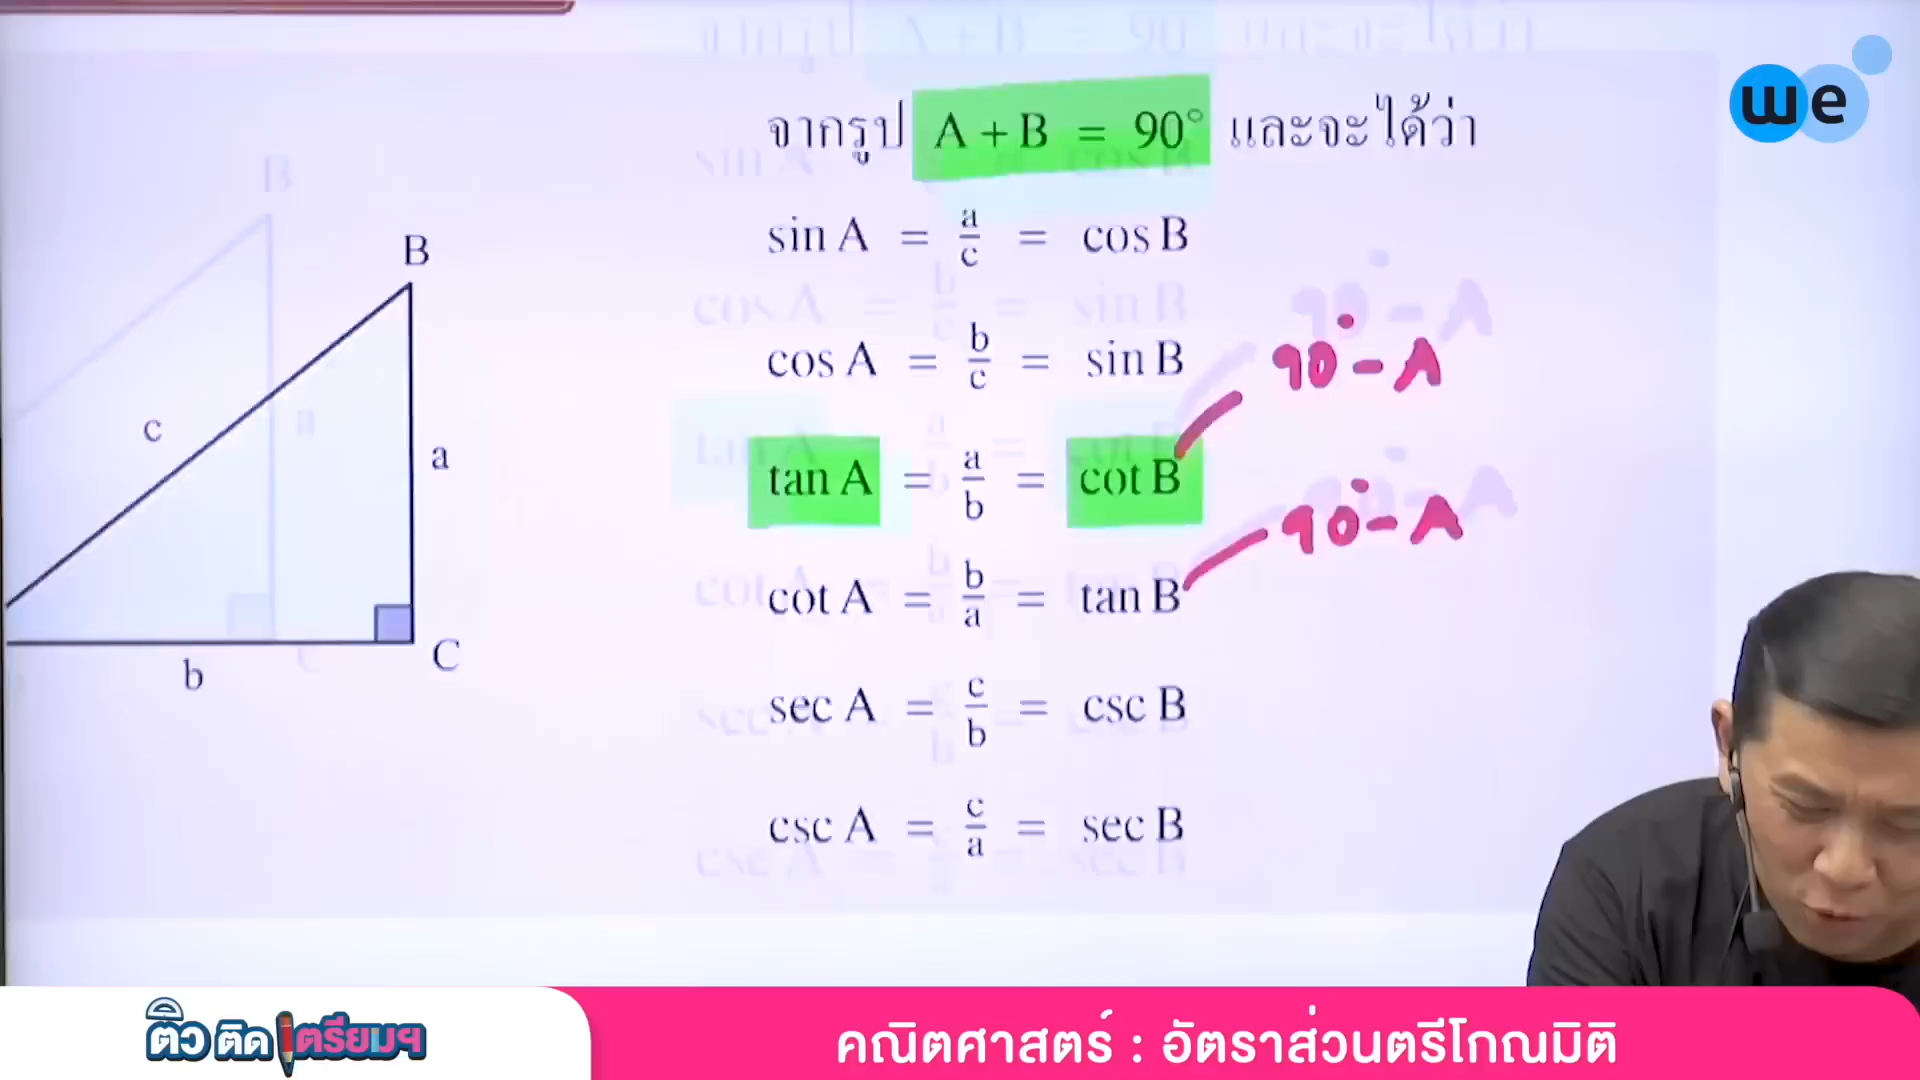 we
จากรูป A + B = 90° และจะได้ว่า
sin A = a/c = cos B
cos A = b/c = sin B
90° - A
tan A = a/b = cot B
90° - A
cot A = b/a = tan B
sec A = c/b = csc B
csc A = c/a = sec B
B
c
a
b
C
ติว ติด เตรียมฯ
คณิตศาสตร์ : อัตราส่วนตรีโกณมิติ